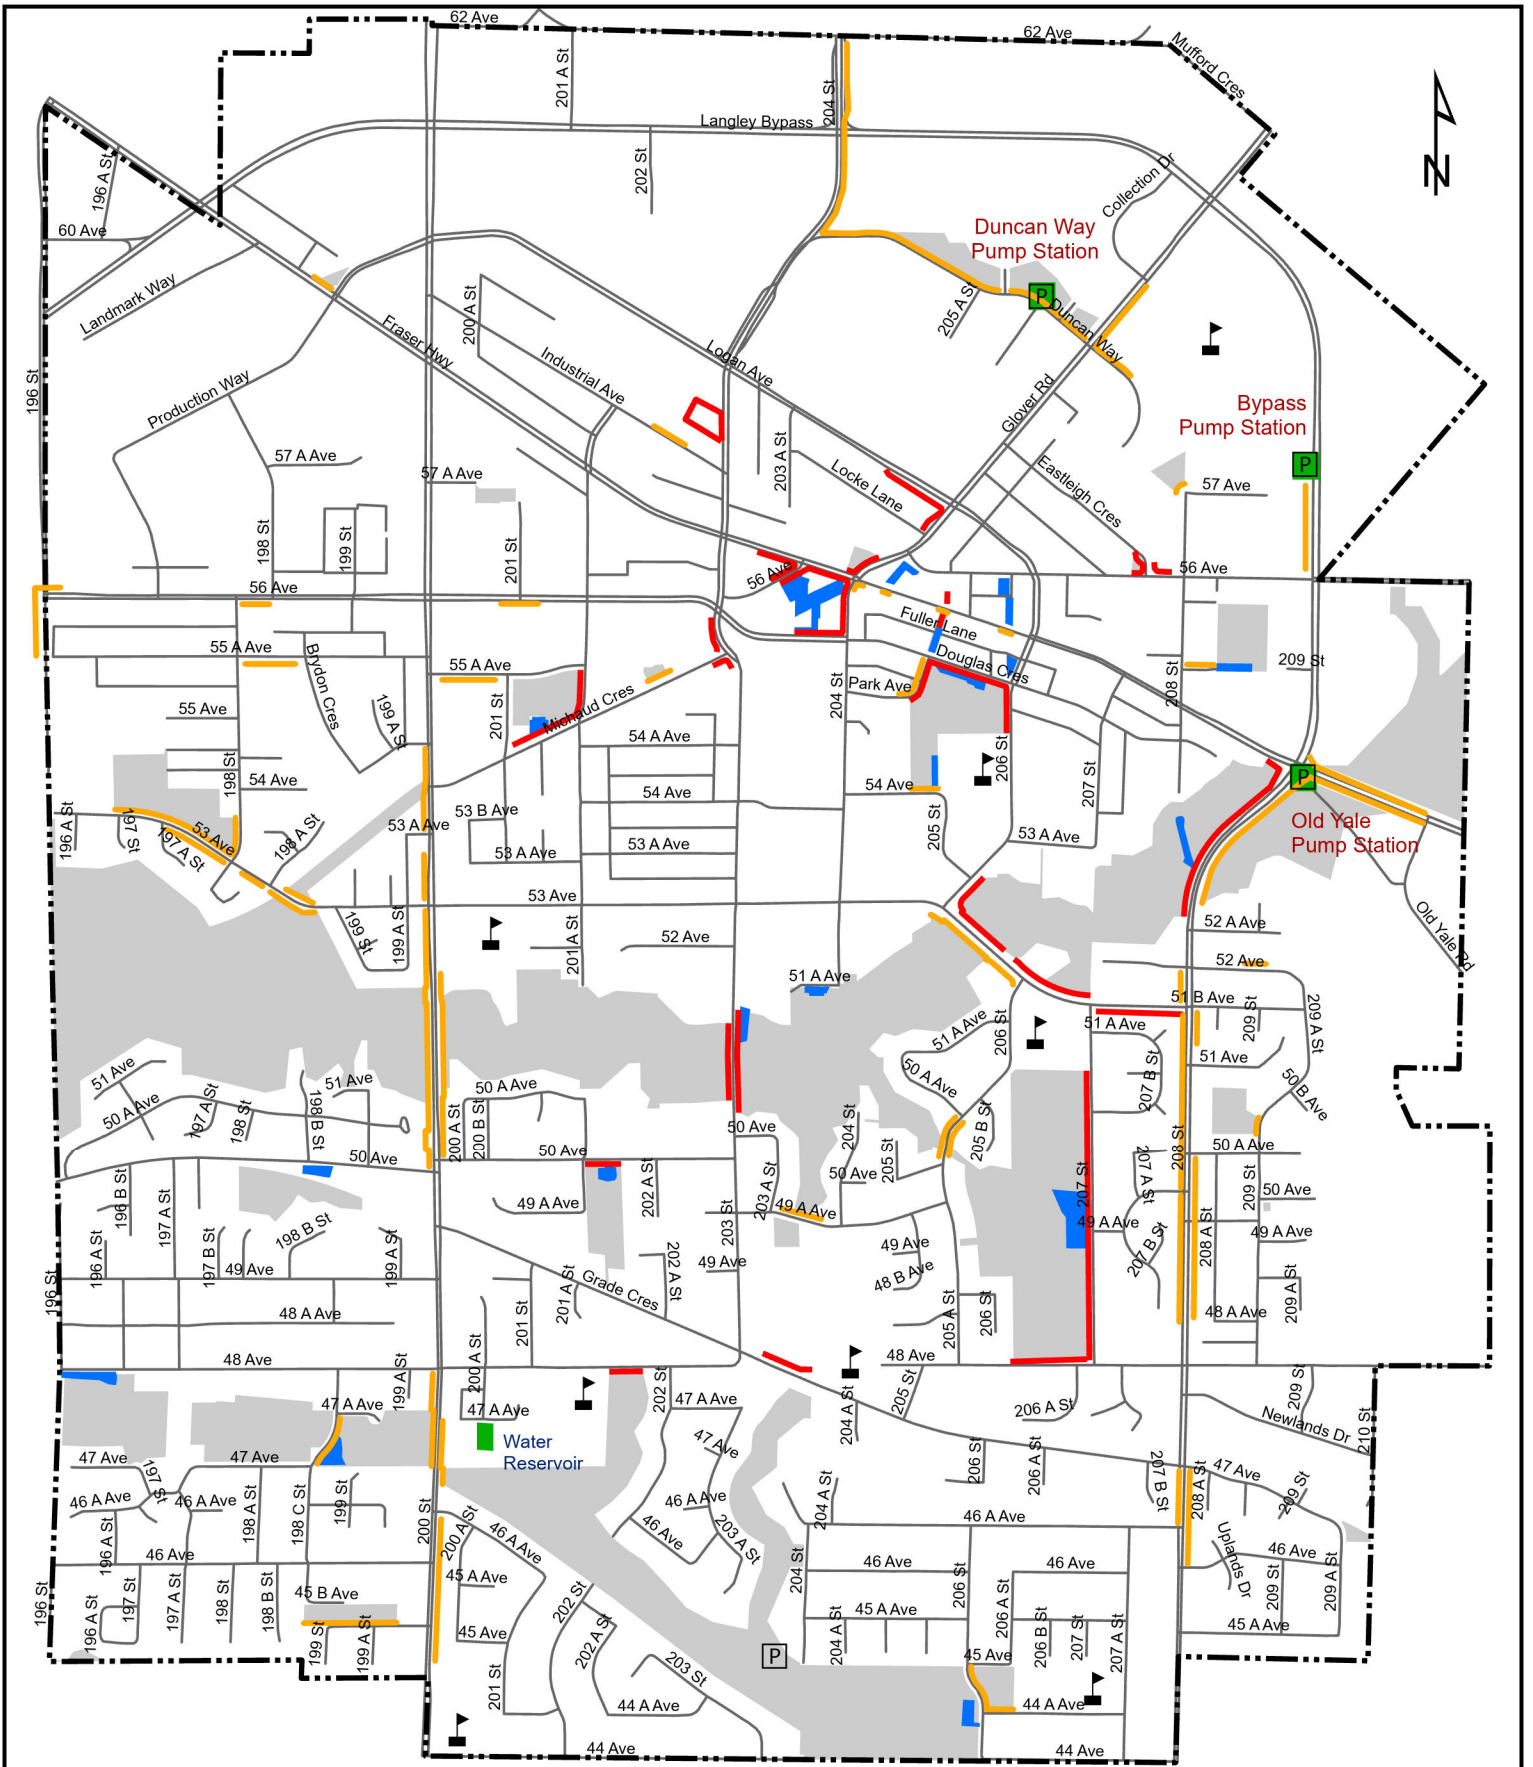 62 Ave
62 Ave
Mufford Cres
201 A St
204 St
Langley Bypass
202 St
196 A St
Collection Dr
N
60 Ave
Duncan Way
Pump Station
Landmark Way
205 A St
P
Duncan Way
200 A St
Fraser Hwy
Logan Ave
Industrial Ave
196 St
Production Way
Glover Rd
Bypass
Pump Station
P
57 A Ave
57 A Ave
203 A St
Locke Lane
Eastleigh Cres
57 Ave
198 St
199 St
201 St
56 Ave
56 Ave
56 Ave
Fuller Lane
55 A Ave
Brydon Cres
55 A Ave
Douglas Cres
208 St
209 St
Park Ave
55 Ave
199 A St
201 St
Michaud Cres
204 St
54 A Ave
206 St
198 St
54 Ave
54 Ave
54 Ave
207 St
P
Old Yale
Pump Station
196 A St
197 St
53 Ave
197 A St
198 A St
53 A Ave
53 B Ave
53 A Ave
53 A Ave
205 St
53 A Ave
53 Ave
199 St
199 A St
201 A St
52 Ave
52 A Ave
Old Yale Rd
52 Ave
51 A Ave
51 B Ave
209 St
209 A St
51 A Ave
206 St
51 A Ave
51 Ave
51 Ave
51 Ave
50 A Ave
50 A Ave
207 B St
50 B Ave
50 A Ave
197 A St
198 St
198 B St
200 A St
200 B St
50 Ave
204 St
205 B St
50 A Ave
50 Ave
50 Ave
205 St
208 St
196 B St
197 A St
49 A Ave
202 A St
203 A St
50 Ave
207 St
207 A St
209 St
50 Ave
49 A Ave
203 St
49 A Ave
208 A St
49 A Ave
196 A St
197 B St
198 B St
199 A St
49 Ave
202 A St
49 Ave
49 Ave
48 B Ave
207 B St
196 St
201 A St
Grade Cres
209 A St
48 A Ave
201 St
205 A St
206 St
48 A Ave
48 Ave
200 A St
48 Ave
199 A St
202 St
47 A Ave
47 A Ave
47 A Ave
204 A St
205 St
206 A St
209 St
Newlands Dr
210 St
Water
Reservoir
47 Ave
47 Ave
197 St
47 Ave
206 St
206 A St
207 B St
47 Ave
208 A St
209 St
46 A Ave
46 A Ave
46 A Ave
204 A St
198 A St
198 C St
199 St
200 St
200 A St
46 A Ave
46 Ave
203 A St
46 A Ave
196 A St
46 Ave
46 Ave
46 Ave
Uplands Dr
46 Ave
204 St
206 St
196 St
196 A St
197 St
197 A St
198 St
198 B St
45 B Ave
45 A Ave
202 St
206 A St
209 St
209 A St
45 A Ave
45 A Ave
199 St
199 A St
45 Ave
202 A St
204 A St
206 B St
207 St
207 A St
P
45 Ave
203 St
201 St
44 A Ave
44 A Ave
44 Ave
44 Ave